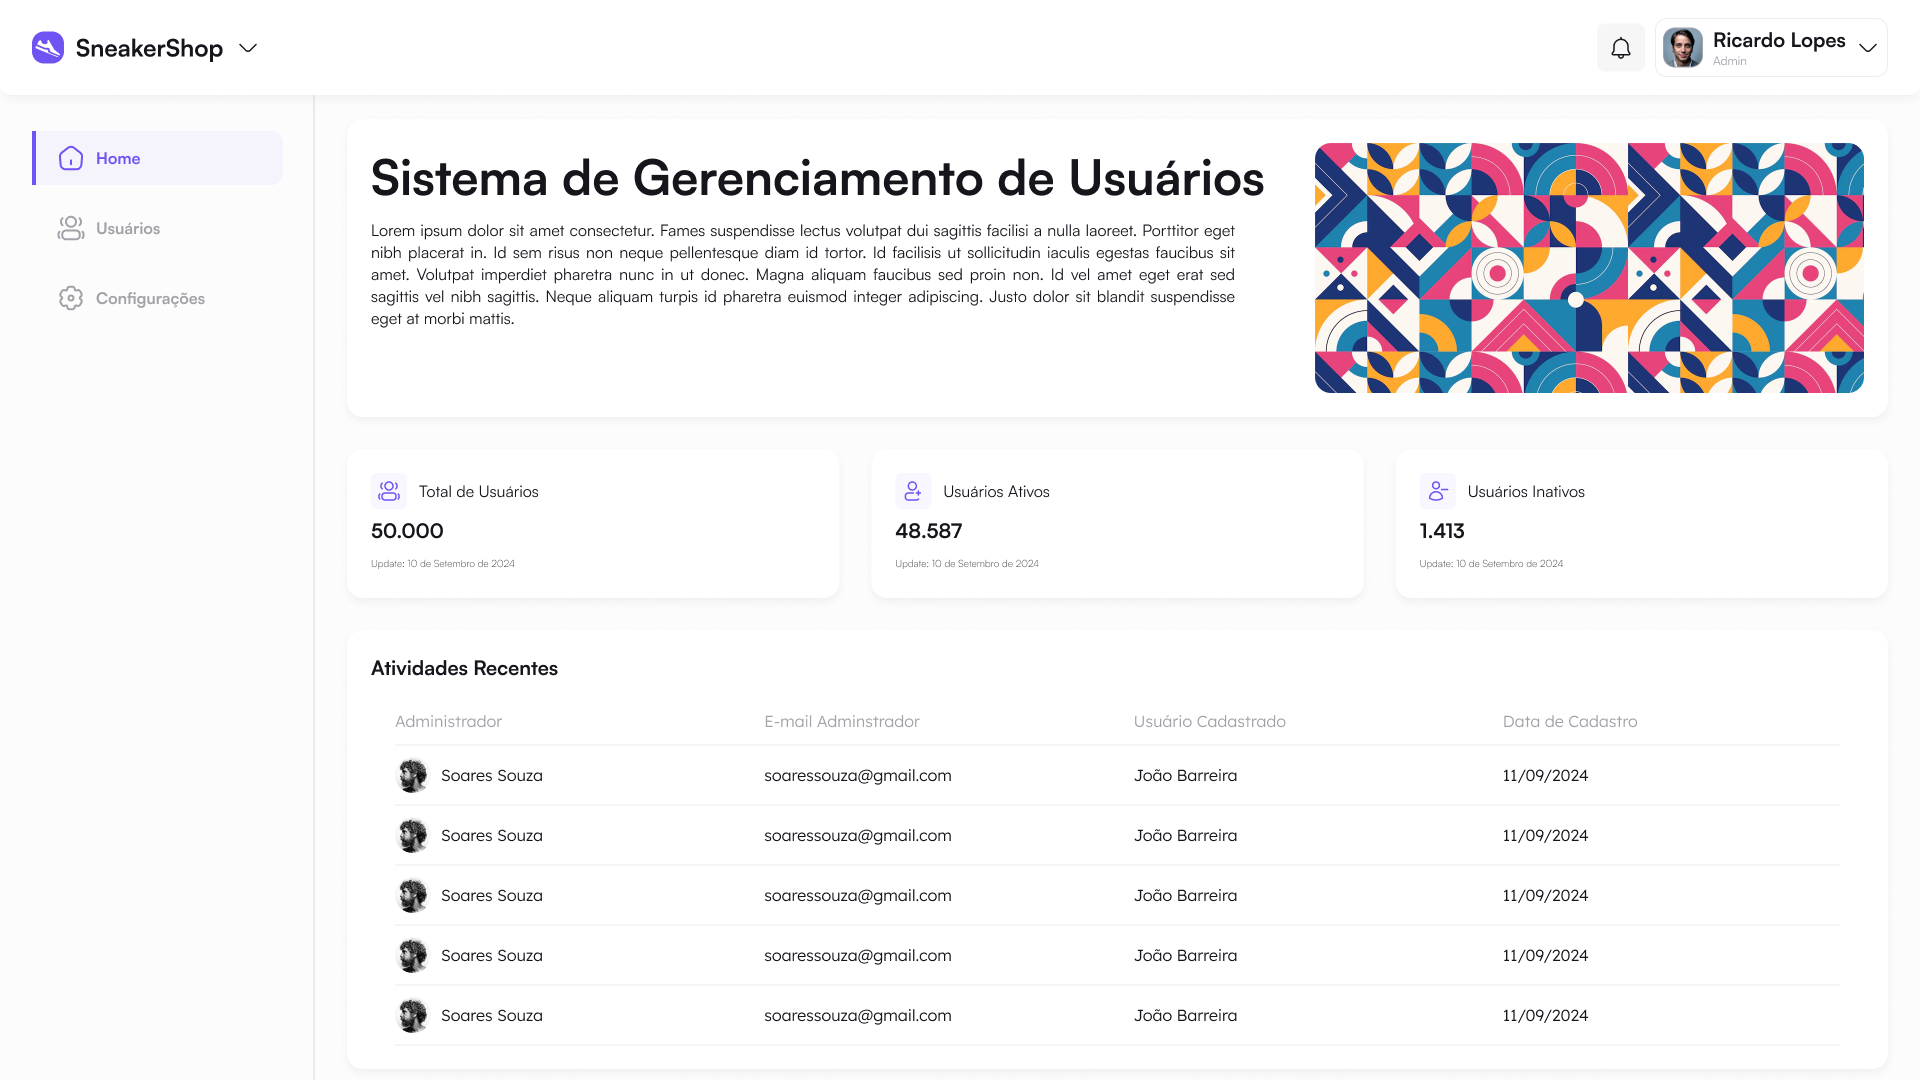 SneakerShop
Ricardo Lopes
Admin
Home
Usuários
Configurações
Sistema de Gerenciamento de Usuários
Lorem ipsum dolor sit amet consectetur. Fames suspendisse lectus volutpat dui sagittis facilisi a nulla laoreet. Porttitor eget
nibh placerat in. Id sem risus non neque pellentesque diam id tortor. Id facilisis ut sollicitudin iaculis egestas faucibus sit
amet. Volutpat imperdiet pharetra nunc in ut donec. Magna aliquam faucibus sed proin non. Id vel amet eget erat sed
sagittis vel nibh sagittis. Neque aliquam turpis id pharetra euismod integer adipiscing. Justo dolor sit blandit suspendisse
eget at morbi mattis.
Total de Usuários
50.000
Update: 10 de Setembro de 2024
Usuários Ativos
48.587
Update: 10 de Setembro de 2024
Usuários Inativos
1.413
Update: 10 de Setembro de 2024
Atividades Recentes
Administrador E-mail Adminstrador Usuário Cadastrado Data de Cadastro
Soares Souza soaressouza@gmail.com João Barreira 11/09/2024
Soares Souza soaressouza@gmail.com João Barreira 11/09/2024
Soares Souza soaressouza@gmail.com João Barreira 11/09/2024
Soares Souza soaressouza@gmail.com João Barreira 11/09/2024
Soares Souza soaressouza@gmail.com João Barreira 11/09/2024